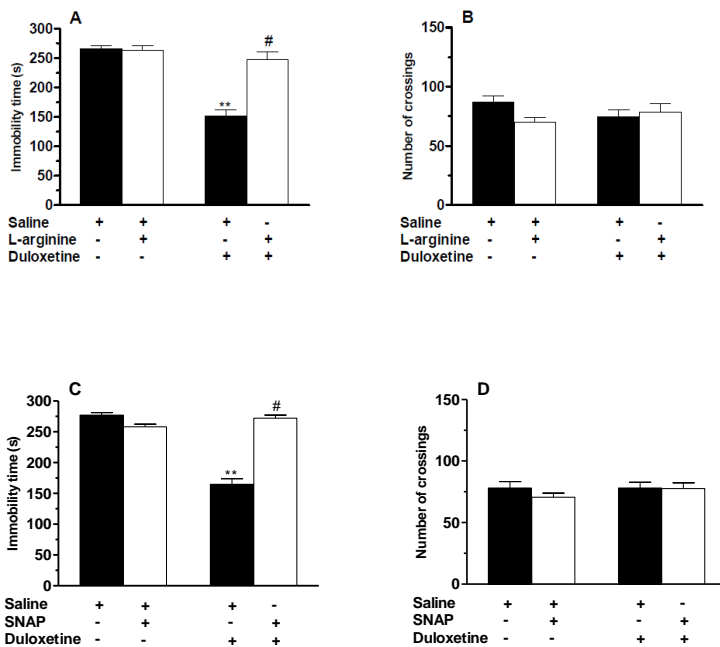 A
Immobility time (s)
300
250
200
150
100
50
0
**
#
Saline + + + -
L-arginine - + - +
Duloxetine - - + +
B
Number of crossings
150
100
50
0
Saline + + + -
L-arginine - + - +
Duloxetine - - + +
C
Immobility time (s)
300
250
200
150
100
50
0
**
#
Saline + + + -
SNAP - + - +
Duloxetine - - + +
D
Number of crossings
150
100
50
0
Saline + + + -
SNAP - + - +
Duloxetine - - + +